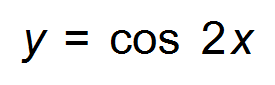 y = cos 2x